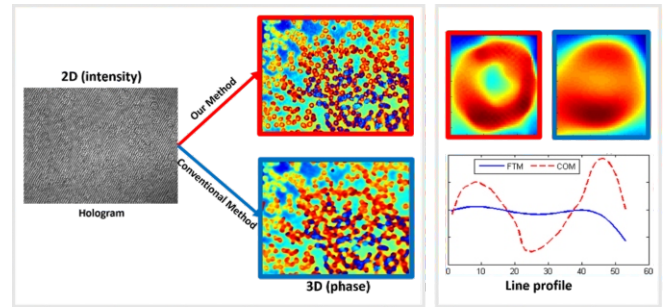 2D (intensity)
Our Method
Conventional Method
Hologram
3D (phase)
FTM COM
0 10 20 30 40 50 60
Line profile